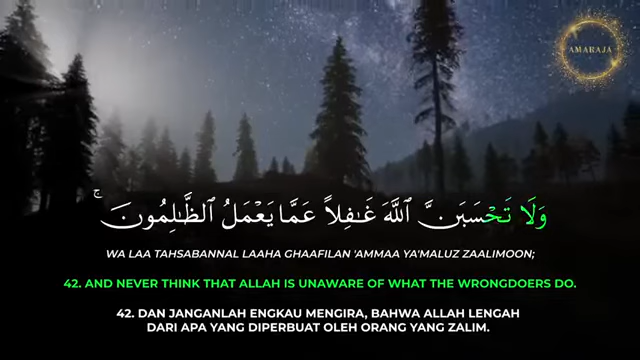 AMARAJA
وَلَا تَحْسَبَنَّ ٱللَّهَ غَـٰفِلًا عَمَّا يَعْمَلُ ٱلظَّـٰلِمُونَ ۚ
WA LAA TAHSABANNAL LAAHA GHAAFILAN 'AMMAA YA'MALUZ ZAALIMOON;
42. AND NEVER THINK THAT ALLAH IS UNAWARE OF WHAT THE WRONGDOERS DO.
42. DAN JANGANLAH ENGKAU MENGIRA, BAHWA ALLAH LENGAH
DARI APA YANG DIPERBUAT OLEH ORANG YANG ZALIM.